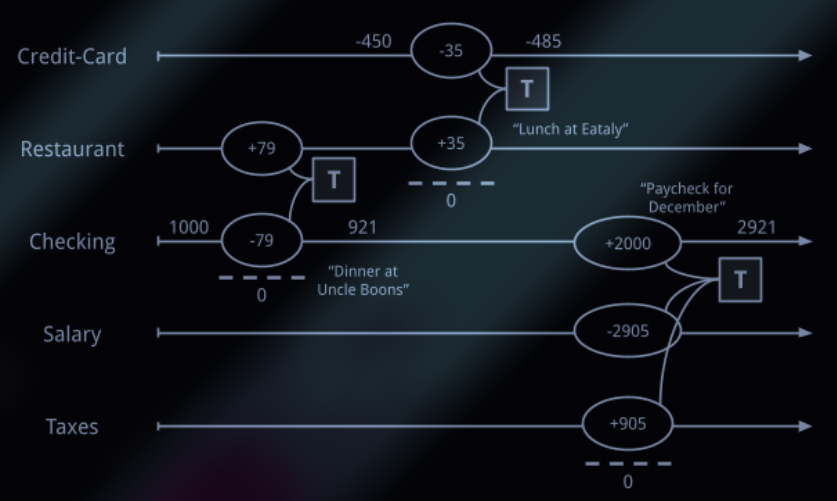 Credit-Card
-450
-35
-485
T
Restaurant
+79
+35
"Lunch at Eataly"
T
0
"Paycheck for
December"
Checking
1000
-79
921
+2000
2921
"Dinner at
Uncle Boons"
0
T
Salary
-2905
Taxes
+905
0